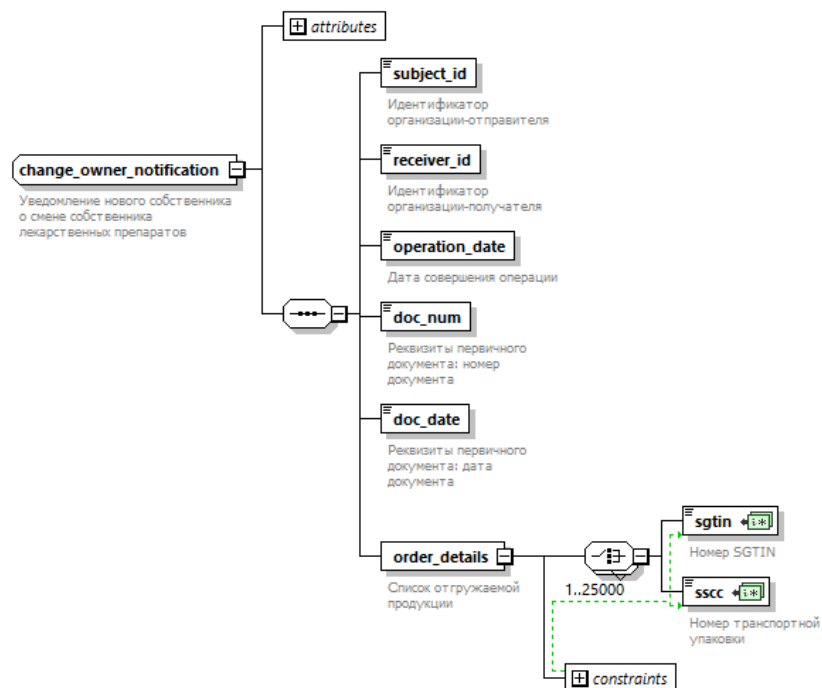 attributes
subject_id
Идентификатор
организации-отправителя
change_owner_notification
Уведомление нового собственника
о смене собственника
лекарственных препаратов
receiver_id
Идентификатор
организации-получателя
operation_date
Дата совершения операции
doc_num
Реквизиты первичного
документа: номер
документа
doc_date
Реквизиты первичного
документа: дата
документа
order_details
Список отгружаемой
продукции
1..25000
sgtin
Номер SGTIN
sscc
Номер транспортной
упаковки
constraints